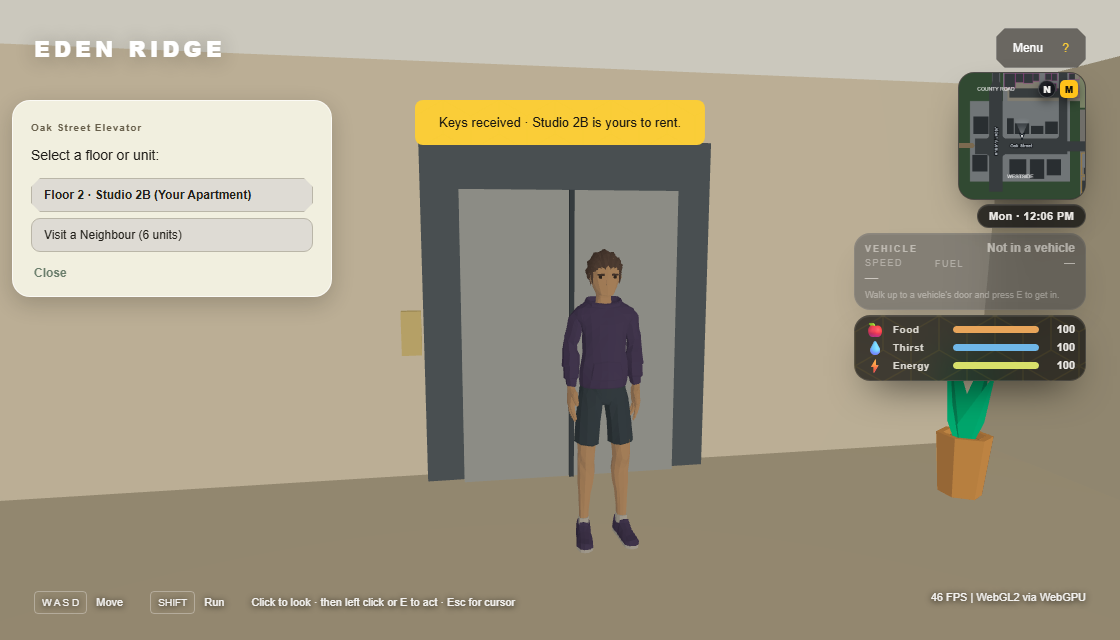 EDEN RIDGE
Menu ?
Oak Street Elevator
Select a floor or unit:
Floor 2 · Studio 2B (Your Apartment)
Visit a Neighbour (6 units)
Close
Keys received · Studio 2B is yours to rent.
COUNTY ROAD
N
M
Oak Street
WESTSIDE
Mon · 12:06 PM
VEHICLE Not in a vehicle
SPEED FUEL —
—
Walk up to a vehicle's door and press E to get in.
Food 100
Thirst 100
Energy 100
WASD Move SHIFT Run Click to look · then left click or E to act · Esc for cursor
46 FPS | WebGL2 via WebGPU